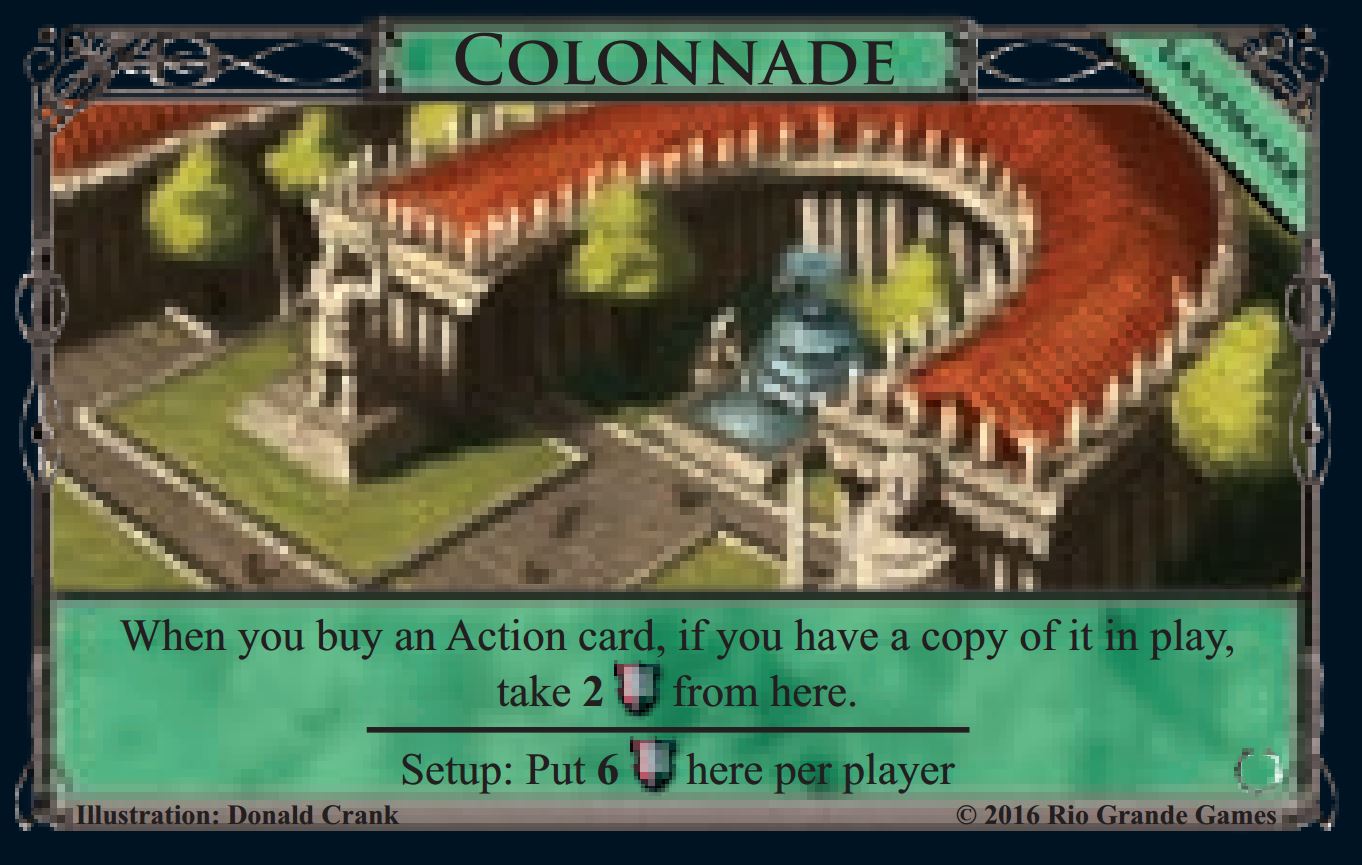 COLONNADE
LANDMARK
When you buy an Action card, if you have a copy of it in play,
take 2 from here.
Setup: Put 6 here per player
Illustration: Donald Crank
© 2016 Rio Grande Games